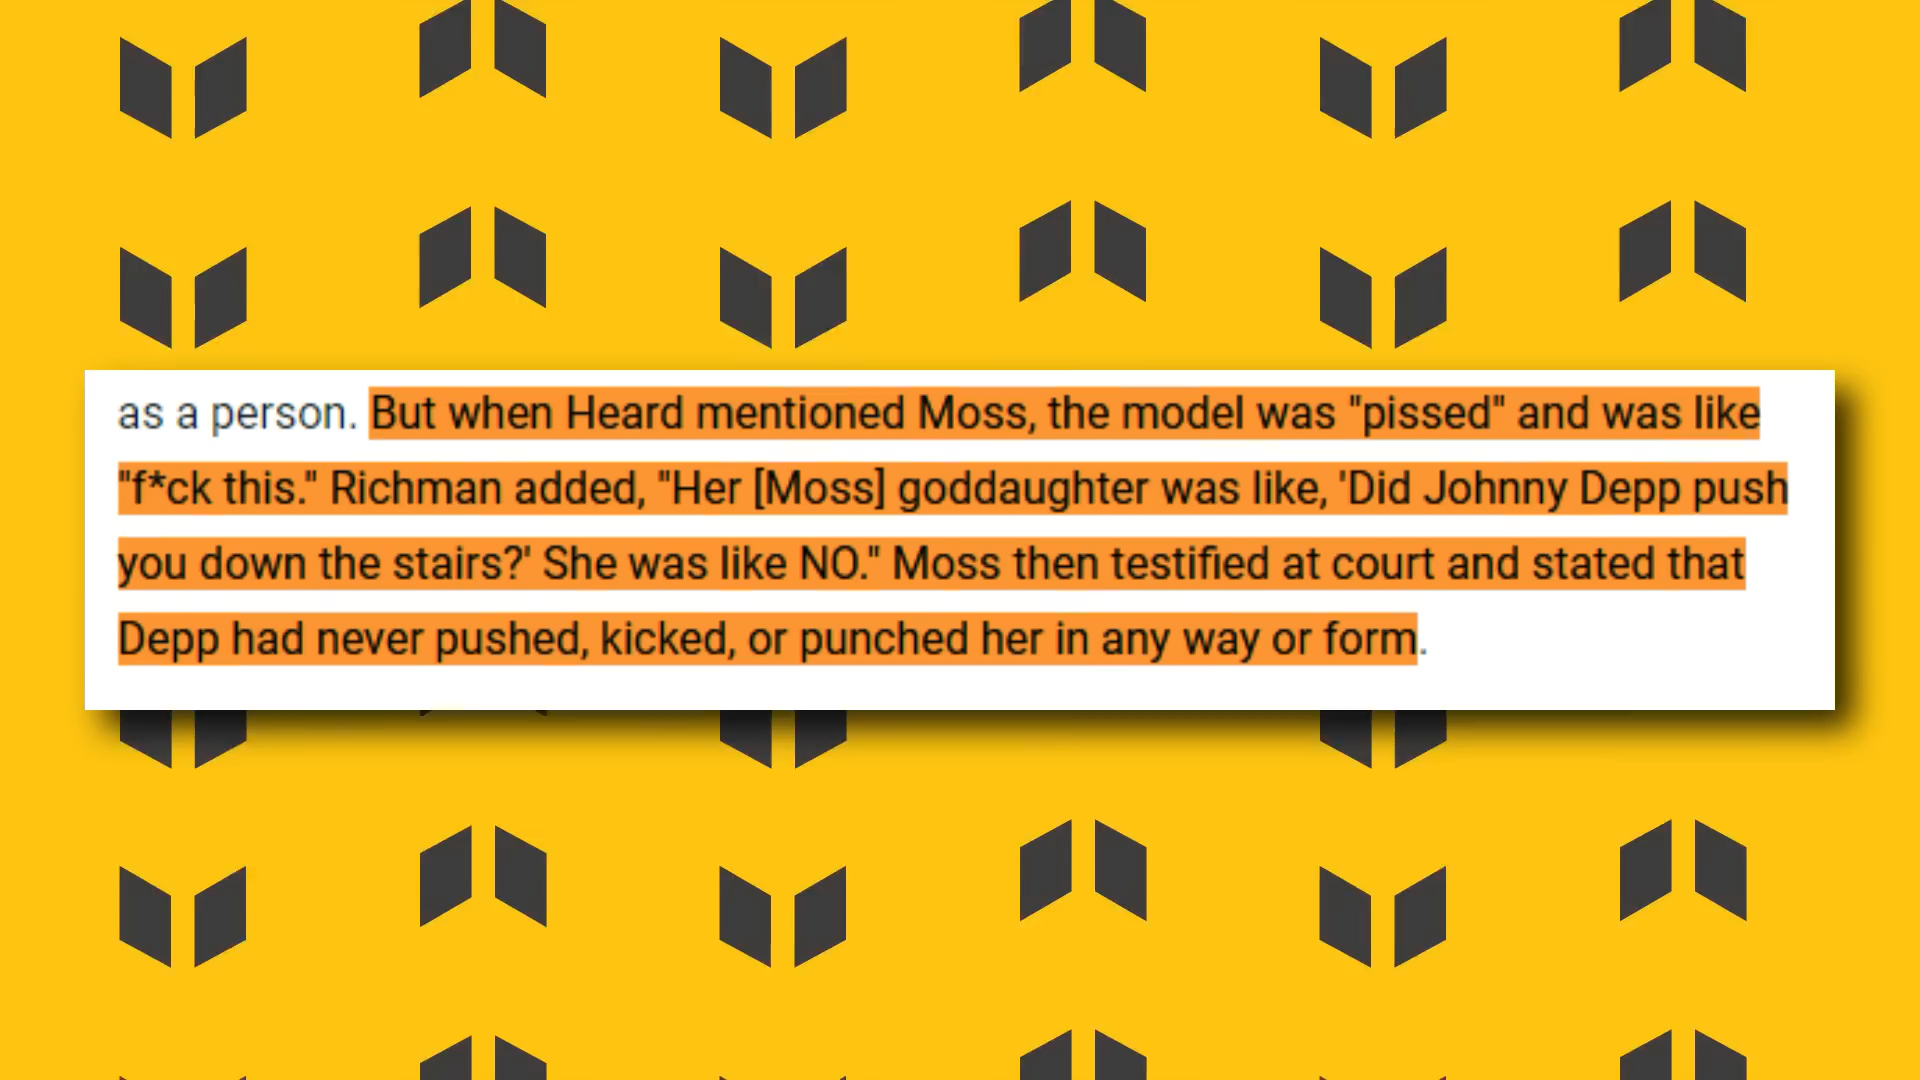 as a person. But when Heard mentioned Moss, the model was "pissed" and was like
"f*ck this." Richman added, "Her [Moss] goddaughter was like, 'Did Johnny Depp push
you down the stairs?' She was like NO." Moss then testified at court and stated that
Depp had never pushed, kicked, or punched her in any way or form.